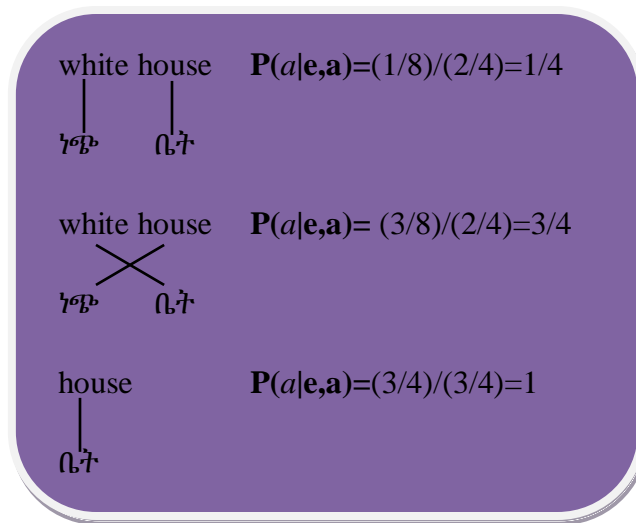 white house P(a|e,a)=(1/8)/(2/4)=1/4
ነጭ ቤት
white house P(a|e,a)= (3/8)/(2/4)=3/4
ነጭ ቤት
house P(a|e,a)=(3/4)/(3/4)=1
ቤት